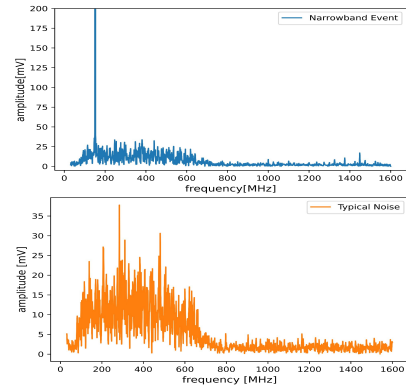 200
175
150
125
100
75
50
25
0
amplitude[mV]
Narrowband Event
0 200 400 600 800 1000 1200 1400 1600
frequency[MHz]
35
30
25
20
15
10
5
0
amplitude [mV]
Typical Noise
0 200 400 600 800 1000 1200 1400 1600
frequency [MHz]